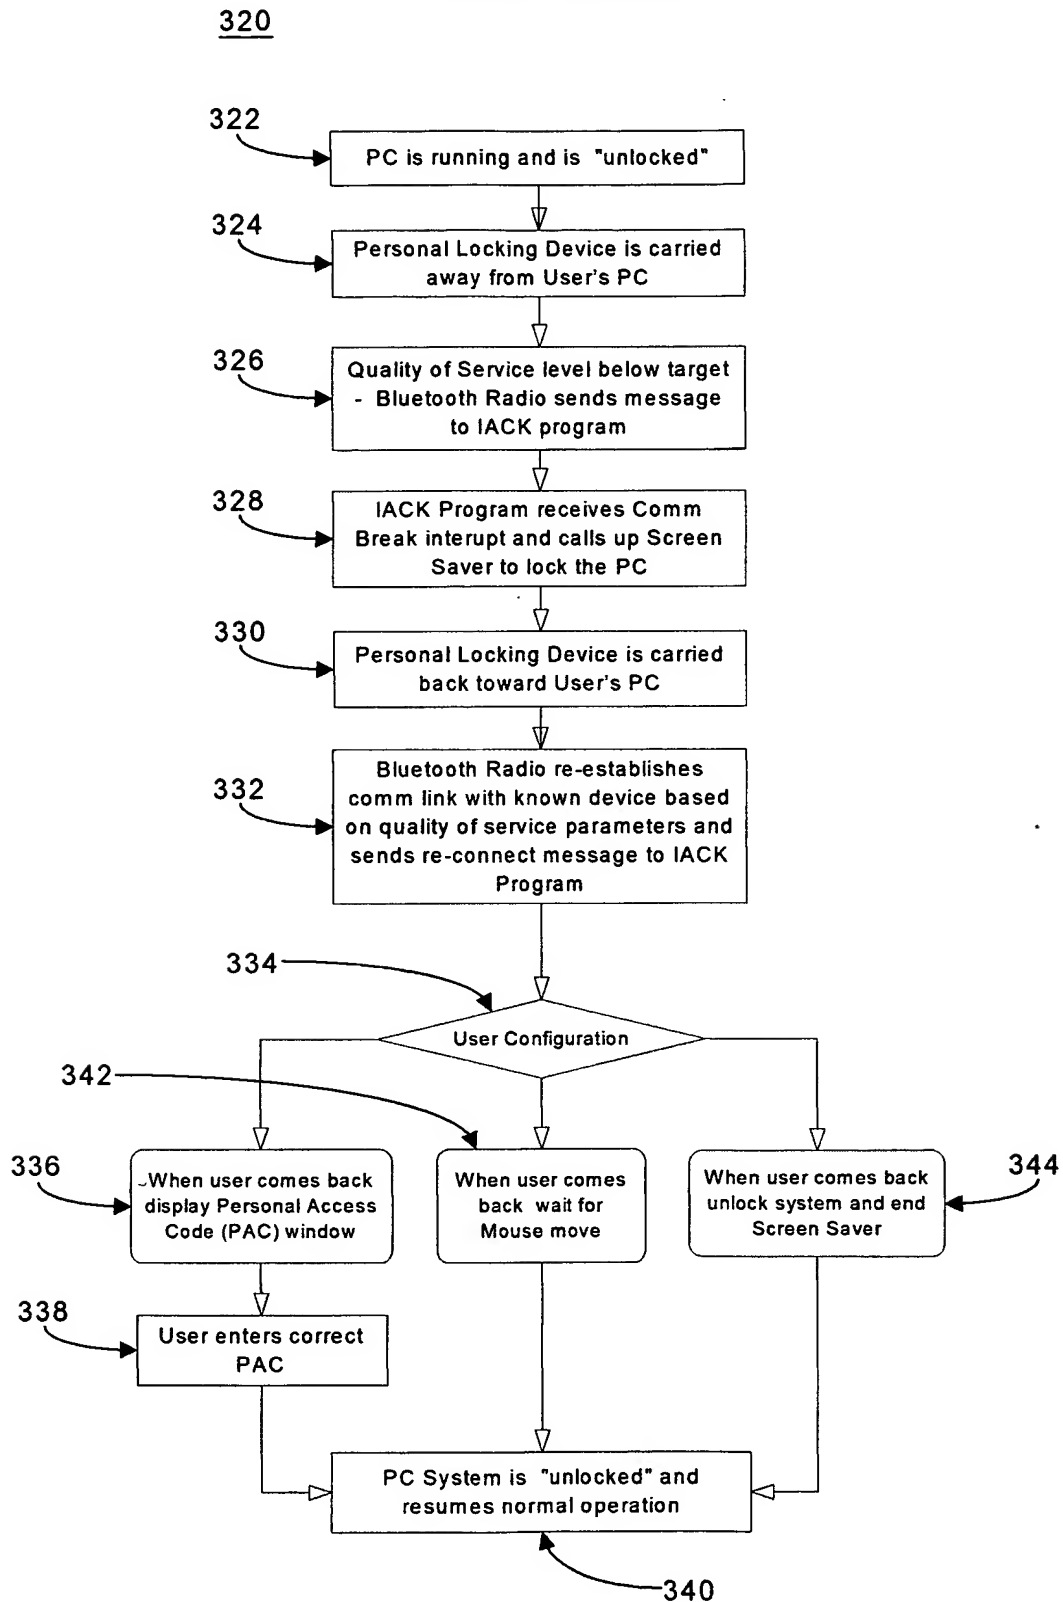 320
322
PC is running and is "unlocked"
324
Personal Locking Device is carried
away from User's PC
326
Quality of Service level below target
- Bluetooth Radio sends message
to IACK program
328
IACK Program receives Comm
Break interupt and calls up Screen
Saver to lock the PC
330
Personal Locking Device is carried
back toward User's PC
332
Bluetooth Radio re-establishes
comm link with known device based
on quality of service parameters and
sends re-connect message to IACK
Program
334
User Configuration
342
336
When user comes back
display Personal Access
Code (PAC) window
When user comes
back wait for
Mouse move
When user comes back
unlock system and end
Screen Saver
344
338
User enters correct
PAC
PC System is "unlocked" and
resumes normal operation
340